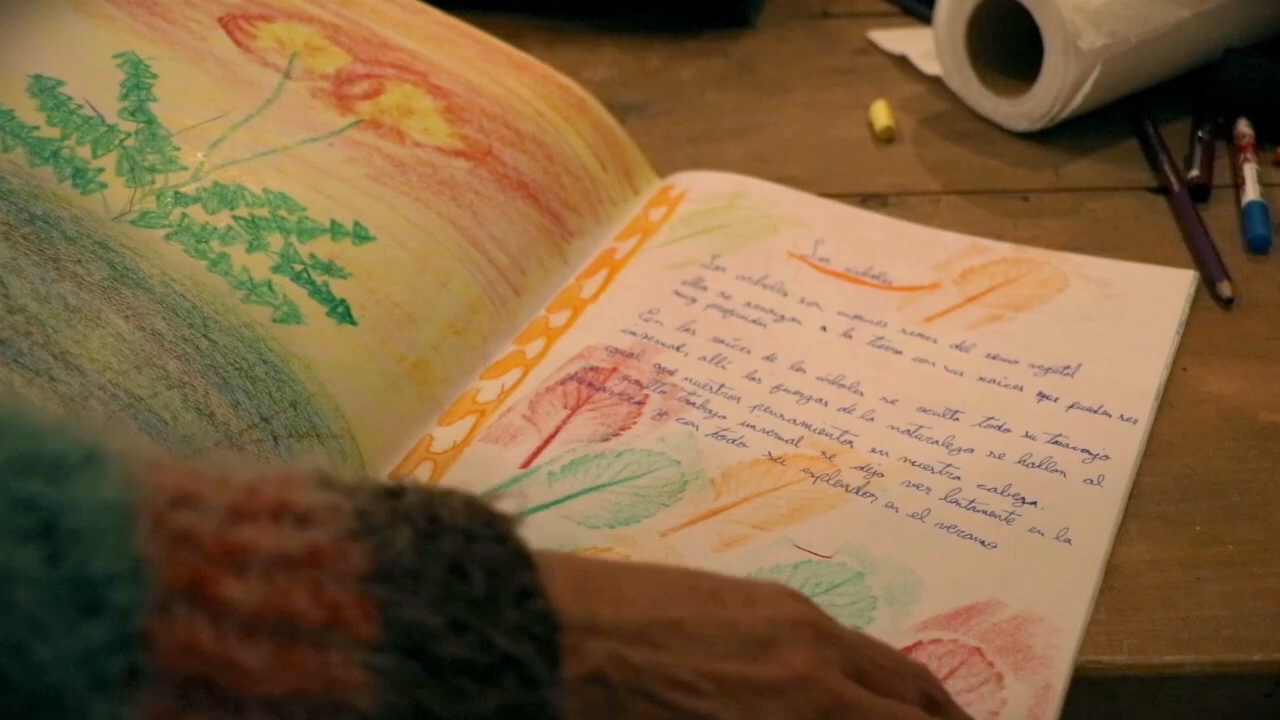 Los árboles
Los árboles son seres del reino vegetal
ellos se arraigan a la tierra con sus raíces que pueden ser
muy profundas
En las raíces de los árboles se oculta todo su trabajo
invernal, allí las fuerzas de la naturaleza se hallan al
igual que nuestros pensamientos en nuestra cabeza.
trabajo invernal se deja ver lentamente en la
y con todo su esplendor en el verano